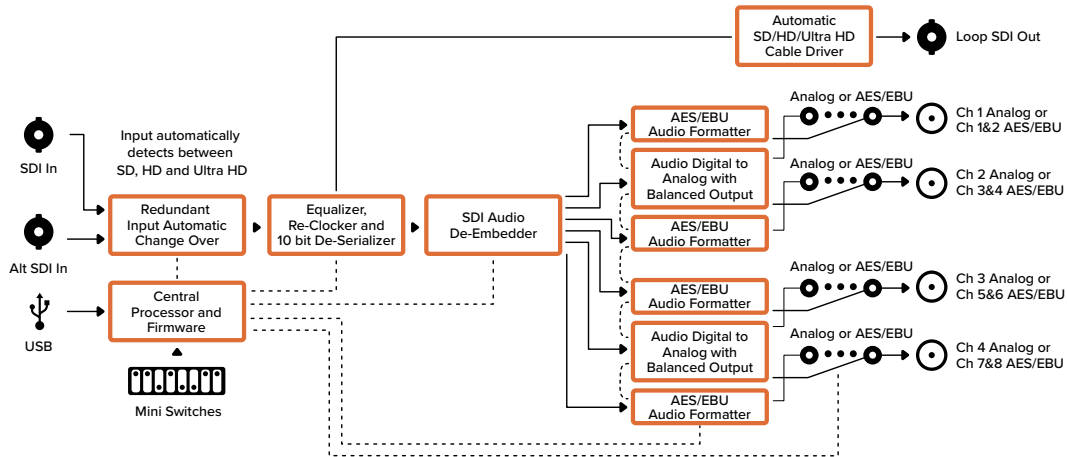 Automatic
SD/HD/Ultra HD
Cable Driver
Loop SDI Out
SDI In
Input automatically
detects between
SD, HD and Ultra HD
Alt SDI In
Redundant
Input Automatic
Change Over
Equalizer,
Re-Clocker and
10 bit De-Serializer
SDI Audio
De-Embedder
USB
Central
Processor and
Firmware
Mini Switches
AES/EBU
Audio Formatter
Audio Digital to
Analog with
Balanced Output
AES/EBU
Audio Formatter
AES/EBU
Audio Formatter
Audio Digital to
Analog with
Balanced Output
AES/EBU
Audio Formatter
Analog or AES/EBU
Ch 1 Analog or
Ch 1&2 AES/EBU
Analog or AES/EBU
Ch 2 Analog or
Ch 3&4 AES/EBU
Analog or AES/EBU
Ch 3 Analog or
Ch 5&6 AES/EBU
Analog or AES/EBU
Ch 4 Analog or
Ch 7&8 AES/EBU